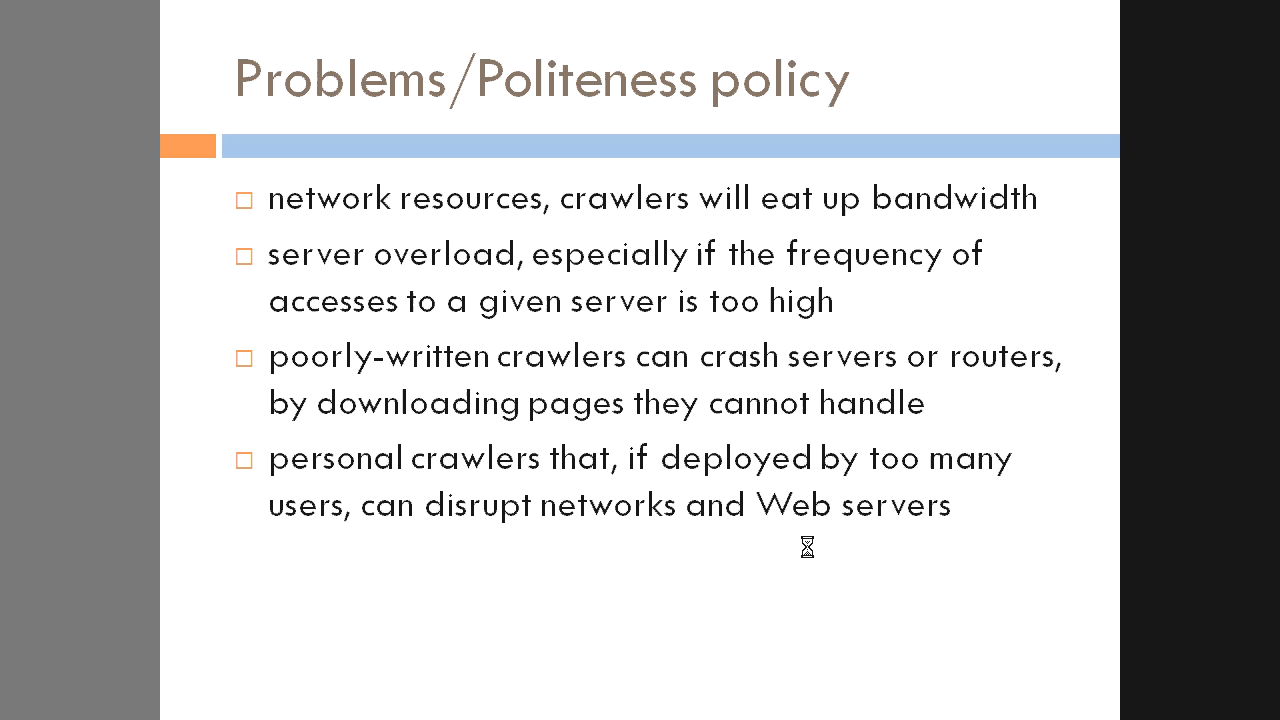 Problems/Politeness policy
network resources, crawlers will eat up bandwidth
server overload, especially if the frequency of
accesses to a given server is too high
poorly-written crawlers can crash servers or routers,
by downloading pages they cannot handle
personal crawlers that, if deployed by too many
users, can disrupt networks and Web servers